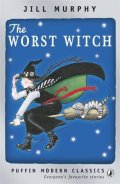 JILL MURPHY
The
WORST WITCH
PUFFIN MODERN CLASSICS
Everyone's favourite stories